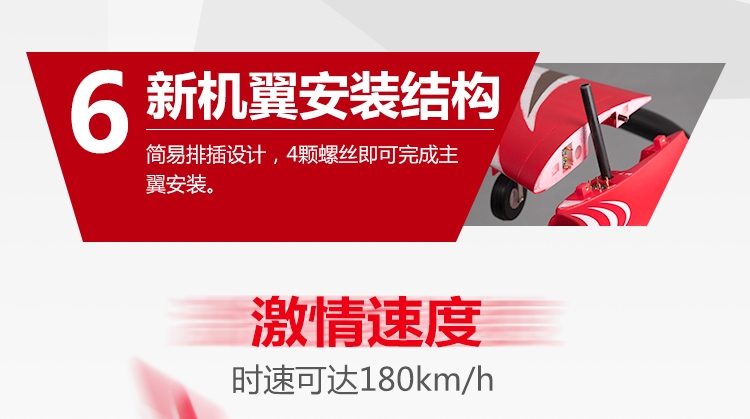 6
新机翼安装结构
简易排插设计，4颗螺丝即可完成主
翼安装。
激情速度
时速可达180km/h